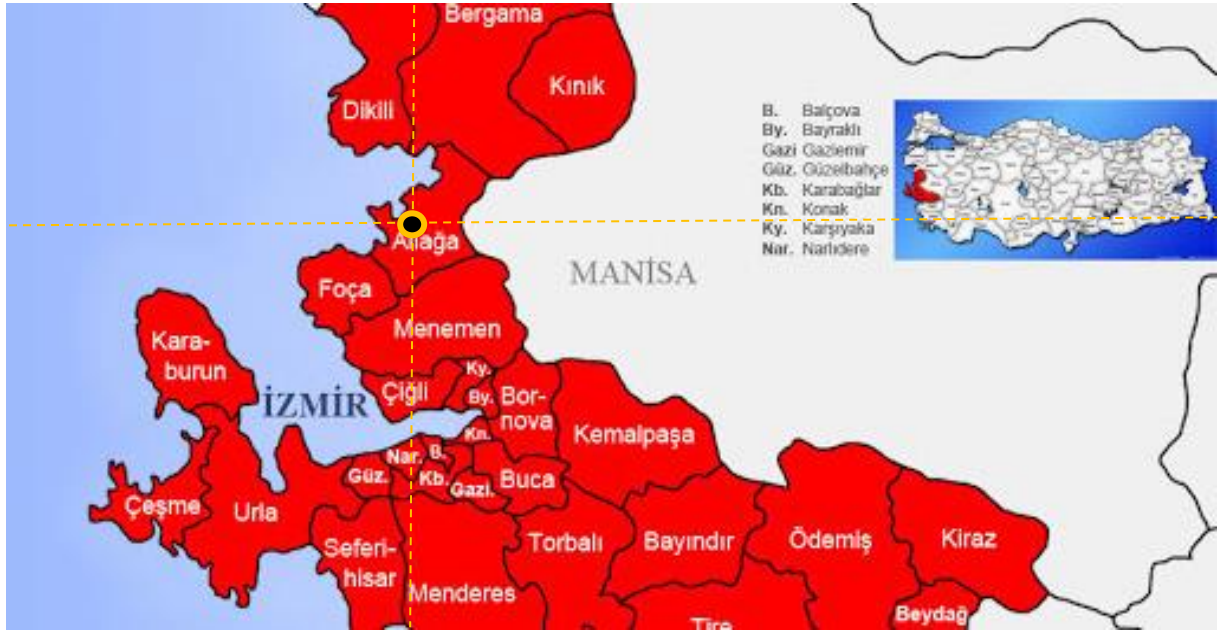 Bergama
Kınık
Dikili
B. Balçova
By. Bayraklı
Gazi Gaziemir
Güz. Güzelbahçe
Kb. Karabağlar
Kn. Konak
Ky. Karşıyaka
Nar. Narlıdere
Aliağa
MANİSA
Foça
Menemen
Kara-
burun
Ky.
Çiğli
By.
Bor-
nova
İZMİR
Kn.
Kemalpaşa
Nar.
B.
Güz.
Kb.
Gazi.
Buca
Çeşme
Urla
Seferi-
hisar
Torbalı
Bayındır
Ödemiş
Kiraz
Menderes
Beydağ
Tire